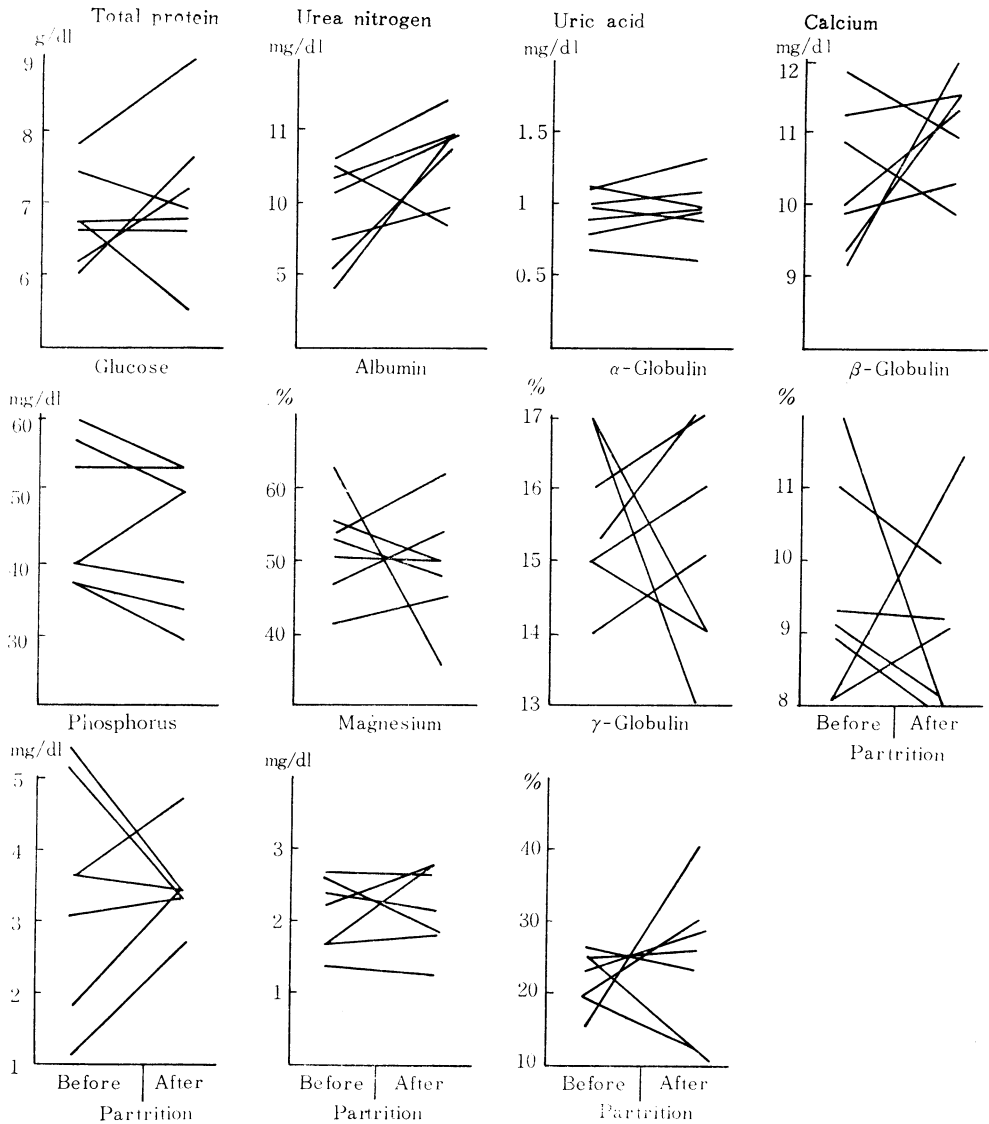 Total protein
g/dl
9
8
7
6
Urea nitrogen
mg/dl
11
10
5
Uric acid
mg/dl
1.5
1
0.5
Calcium
mg/dl
12
11
10
9
Glucose
mg/dl
60
50
40
30
Albumin
%
60
50
40
α-Globulin
%
17
16
15
14
13
β-Globulin
%
11
10
9
8
Before After
Partrition
Phosphorus
mg/dl
5
4
3
2
1
Before After
Partrition
Magnesium
mg/dl
3
2
1
Before After
Partrition
γ-Globulin
%
40
30
20
10
Before After
Partrition